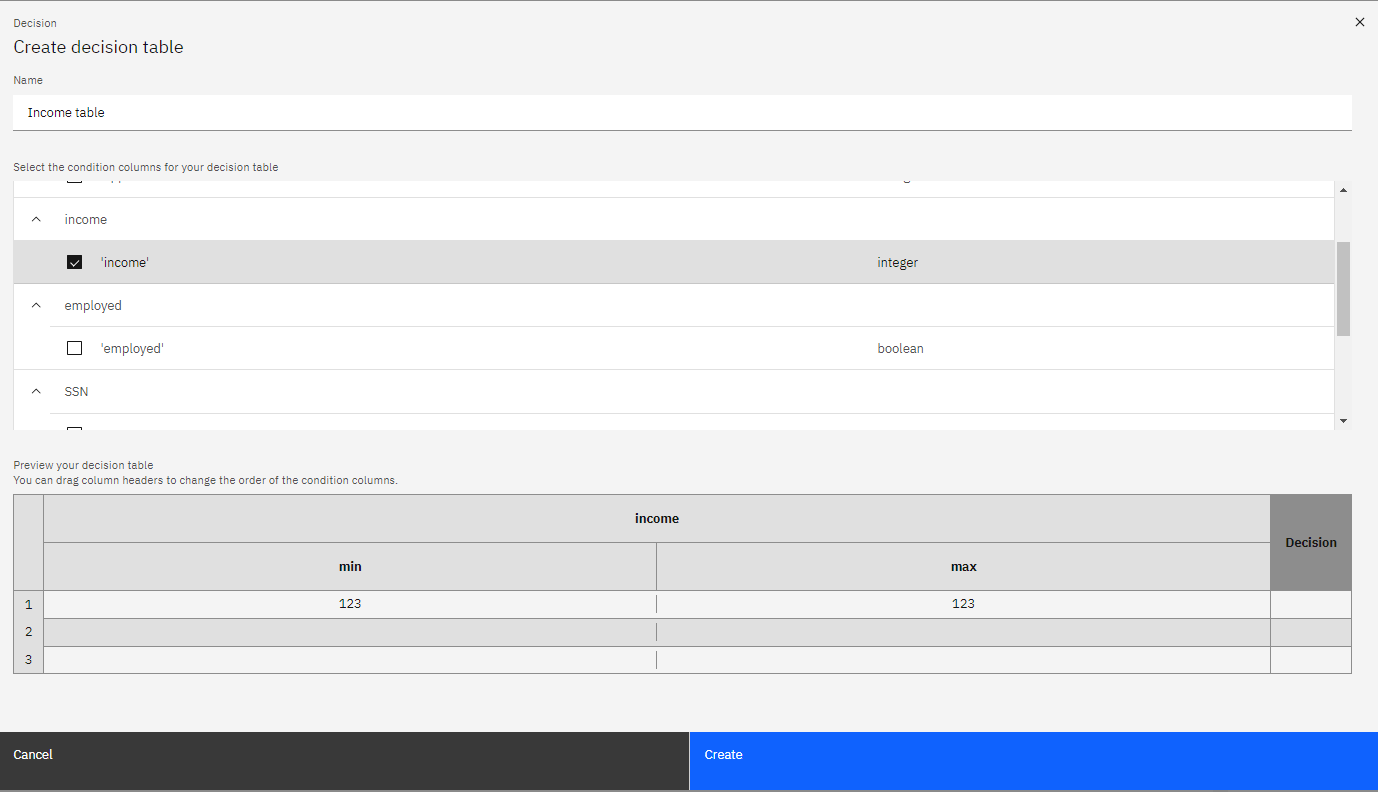 Decision
Create decision table
Name
Income table
Select the condition columns for your decision table
income
'income' integer
employed
'employed' boolean
SSN
Preview your decision table
You can drag column headers to change the order of the condition columns.
income Decision
min max
1 123 123
2
3
Cancel Create